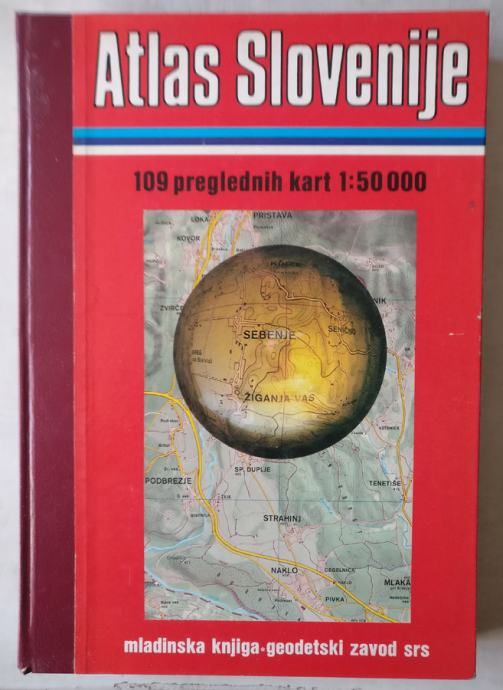 Atlas Slovenije
109 preglednih kart 1:50 000
LOKA
PRISTAVA
KOVOR
SEBENJE
SENIČNO
ŽIGANJA VAS
SP. DUPLJE
PODBREZJE
TENETIŠE
STRAHINJ
NAKLO
MLAKA
PIVKA
mladinska knjiga·geodetski zavod srs